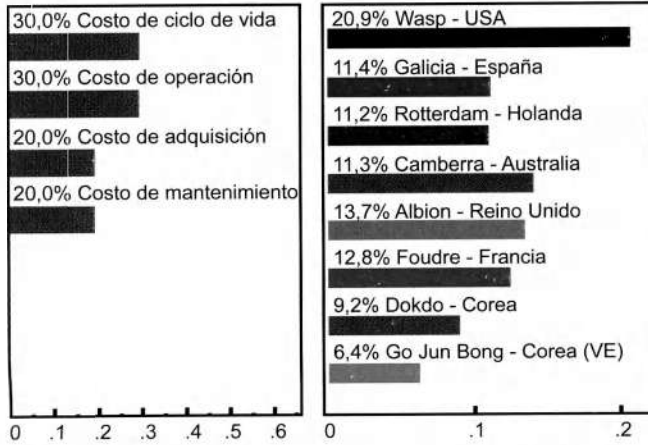 30,0% Costo de ciclo de vida
30,0% Costo de operación
20,0% Costo de adquisición
20,0% Costo de mantenimiento
0 .1 .2 .3 .4 .5 .6
20,9% Wasp - USA
11,4% Galicia - España
11,2% Rotterdam - Holanda
11,3% Camberra - Australia
13,7% Albion - Reino Unido
12,8% Foudre - Francia
9,2% Dokdo - Corea
6,4% Go Jun Bong - Corea (VE)
0 .1 .2